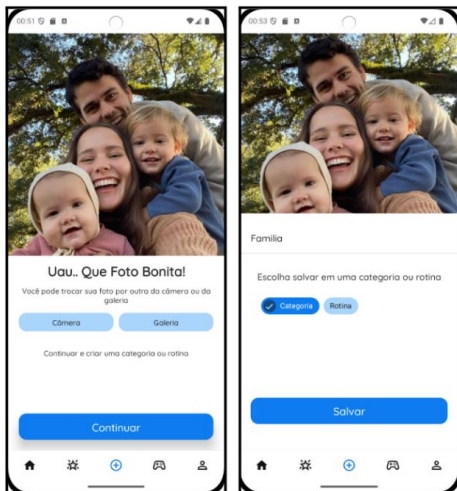 00:51
Uau.. Que Foto Bonita!
Você pode trocar sua foto por outra da câmera ou da
galeria
Câmera
Galeria
Continuar e criar uma categoria ou rotina
Continuar
00:53
Familia
Escolha salvar em uma categoria ou rotina
Categoria
Rotina
Salvar